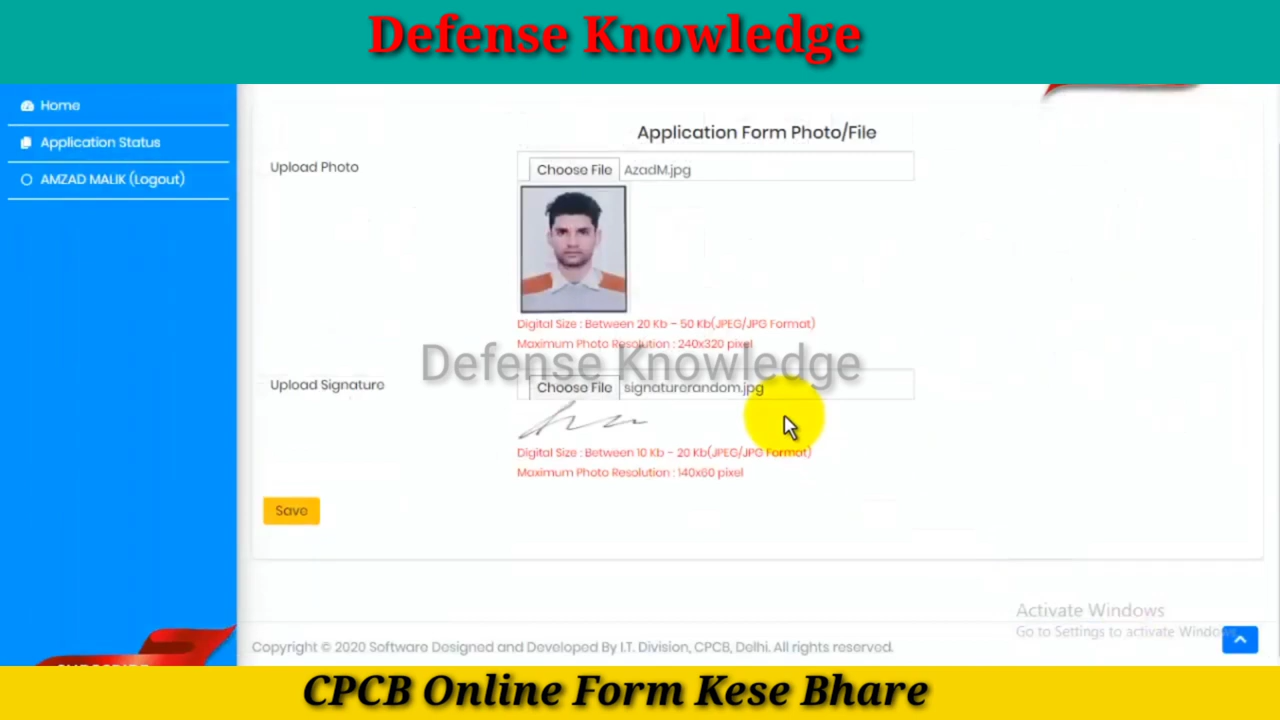 Defense Knowledge
Home
Application Status
AMZAD MALIK (Logout)
Application Form Photo/File
Upload Photo
Choose File AzadM.jpg
Digital Size : Between 20 Kb - 50 Kb(JPEG/JPG Format)
Maximum Photo Resolution : 240x320 pixel
Defense Knowledge
Upload Signature
Choose File signaturerandom.jpg
Digital Size : Between 10 Kb - 20 Kb(JPEG/JPG Format)
Maximum Photo Resolution : 140x60 pixel
Save
Activate Windows
Go to Settings to activate Windows
Copyright © 2020 Software Designed and Developed By I.T. Division, CPCB, Delhi. All rights reserved.
CPCB Online Form Kese Bhare